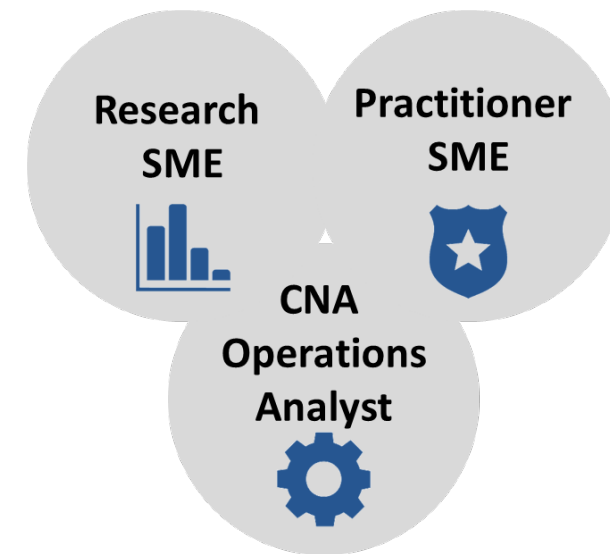 Research
SME
Practitioner
SME
CNA
Operations
Analyst